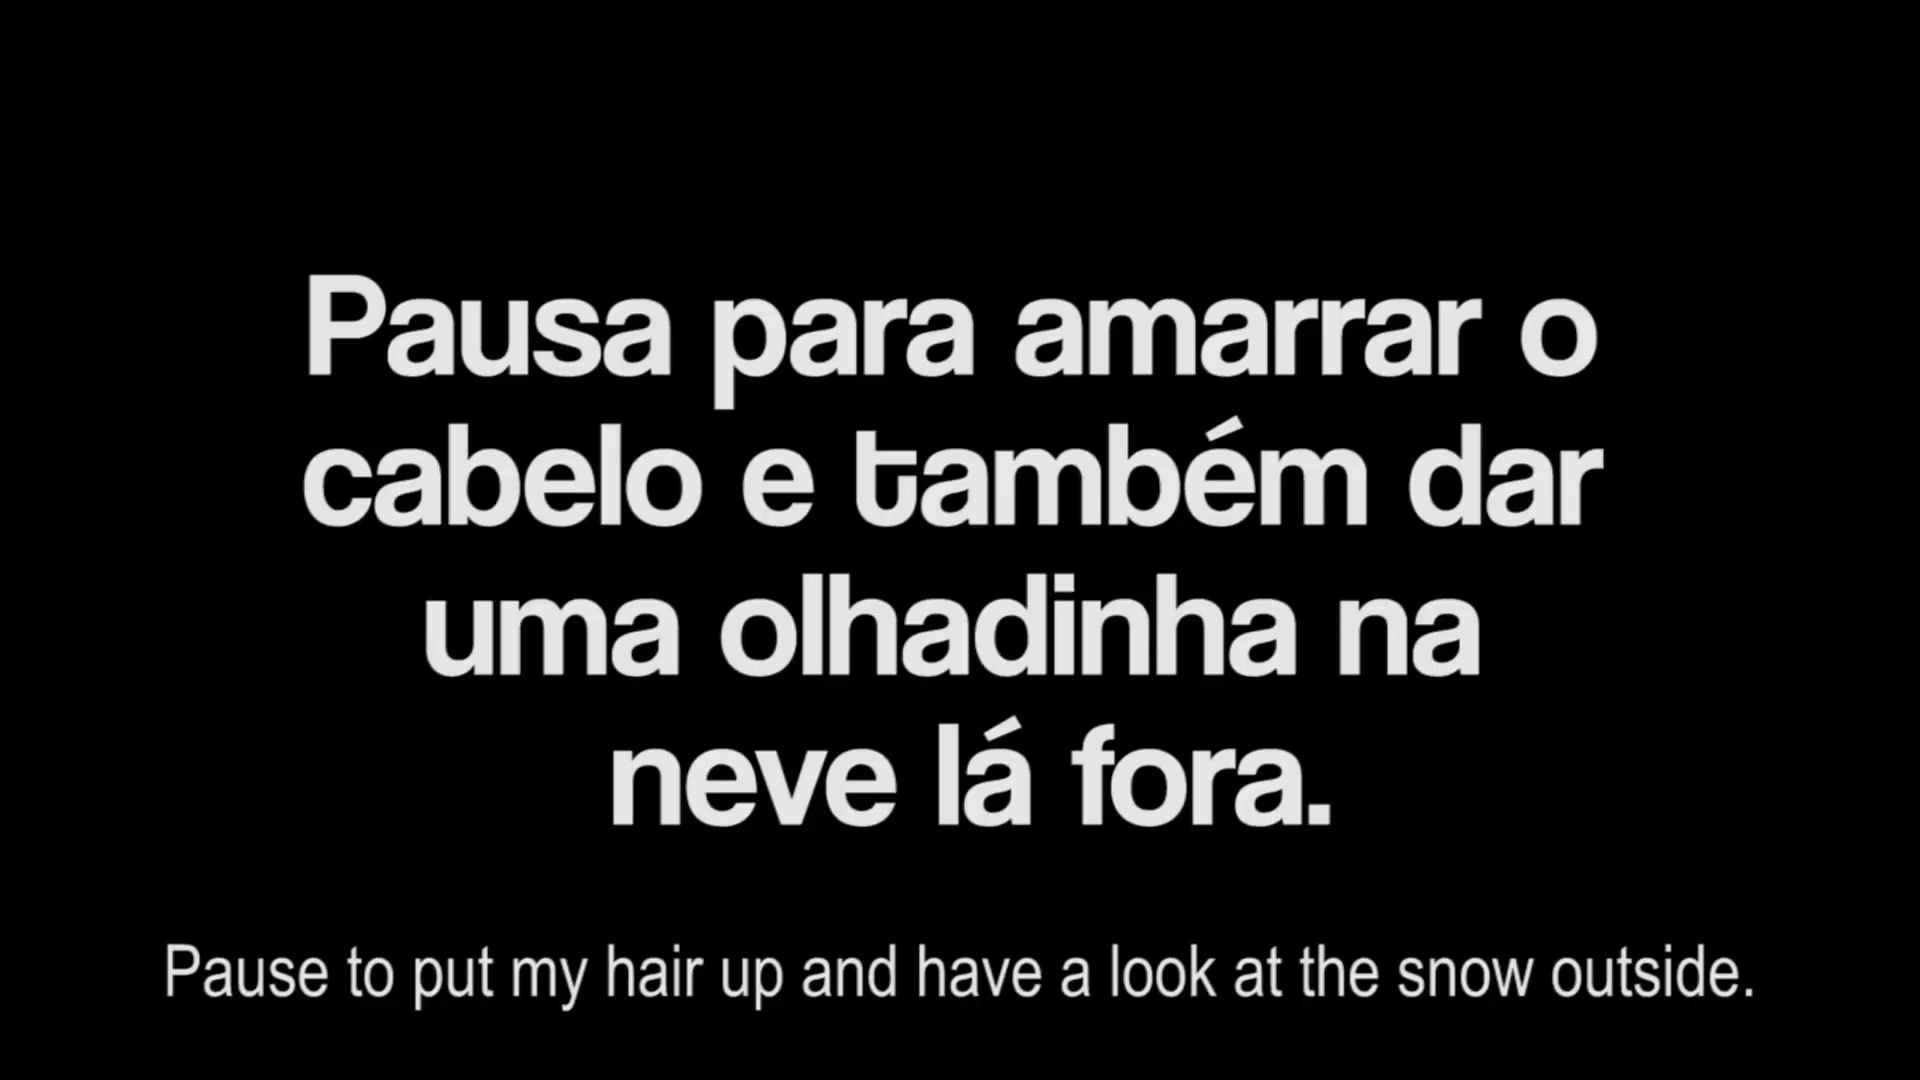 Pausa para amarrar o
cabelo e também dar
uma olhadinha na
neve lá fora.
Pause to put my hair up and have a look at the snow outside.